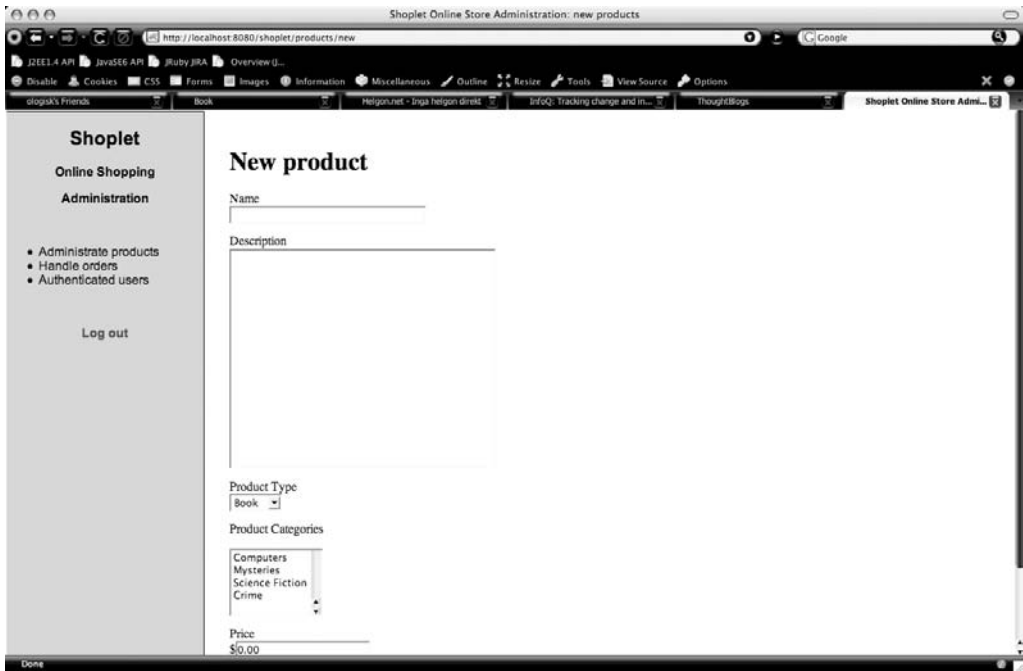 Shoplet Online Store Administration: new products
http://localhost:8080/shoplet/products/new
Google
J2EE1.4 API JavaSE6 API JRuby JIRA Overview (J...
Disable Cookies CSS Forms Images Information Miscellaneous Outline Resize Tools View Source Options
ologisk's Friends Book Helgon.net - Inga helgon direkt InfoQ: Tracking change and in... ThoughtBlogs Shoplet Online Store Admi...
Shoplet
Online Shopping
Administration
• Administrate products
• Handle orders
• Authenticated users
Log out
New product
Name
Description
Product Type
Book
Product Categories
Computers
Mysteries
Science Fiction
Crime
Price
$0.00
Done